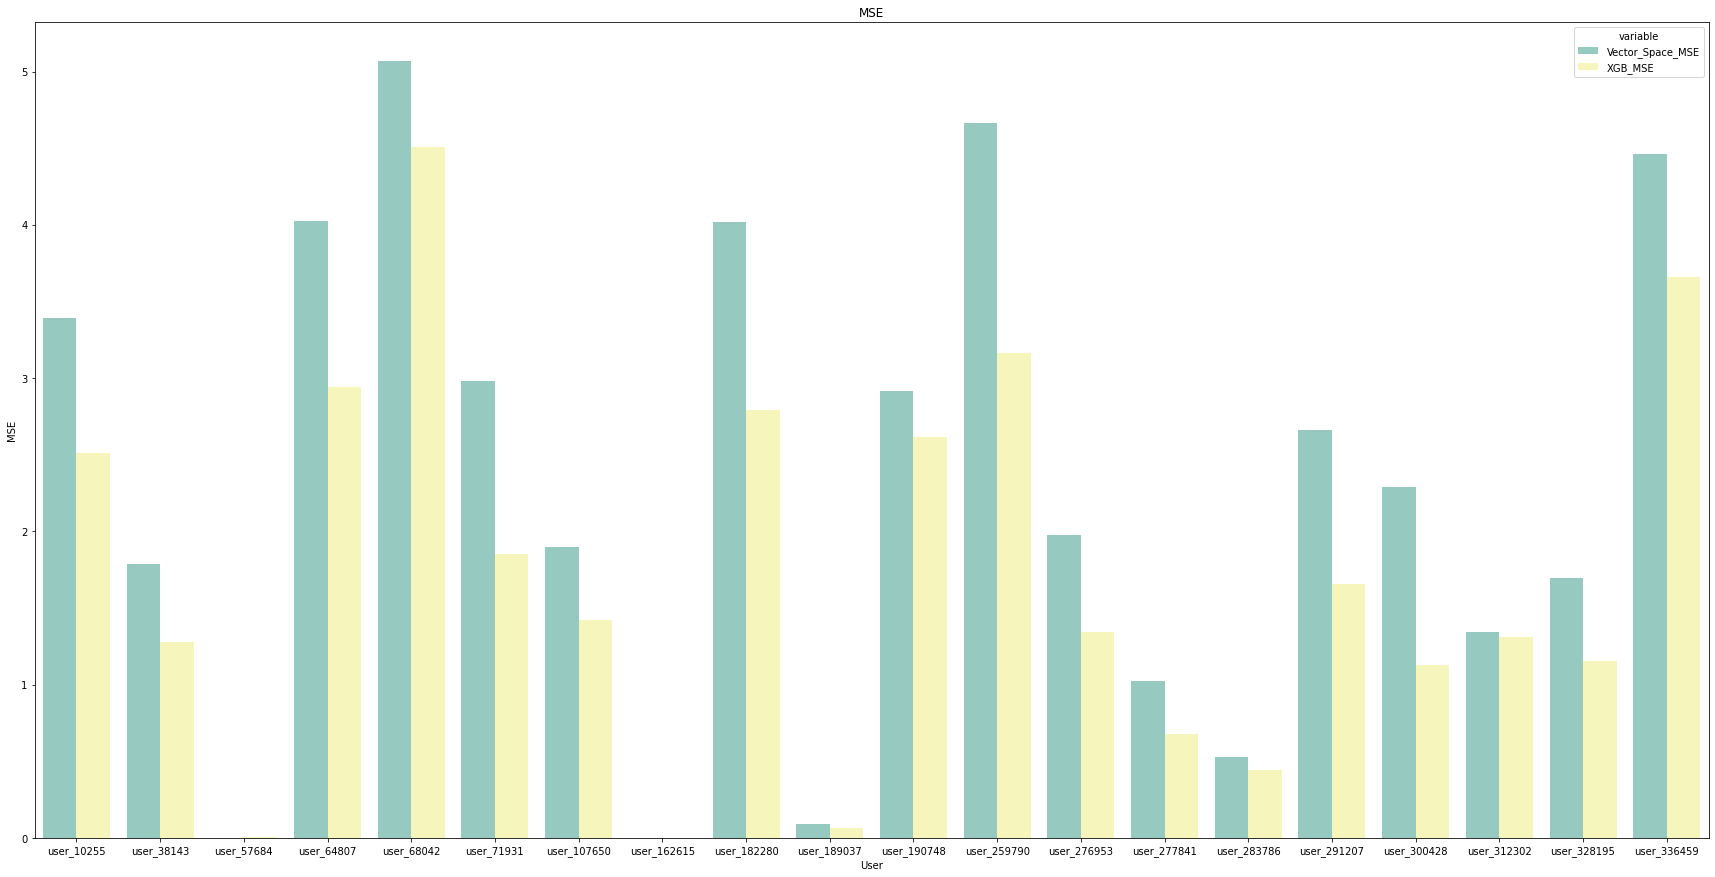 MSE
variable
Vector_Space_MSE
XGB_MSE
5
4
3
2
1
0
MSE
user_10255 user_38143 user_57684 user_64807 user_68042 user_71931 user_107650 user_162615 user_182280 user_189037 user_190748 user_259790 user_276953 user_277841 user_283786 user_291207 user_300428 user_312302 user_328195 user_336459
User